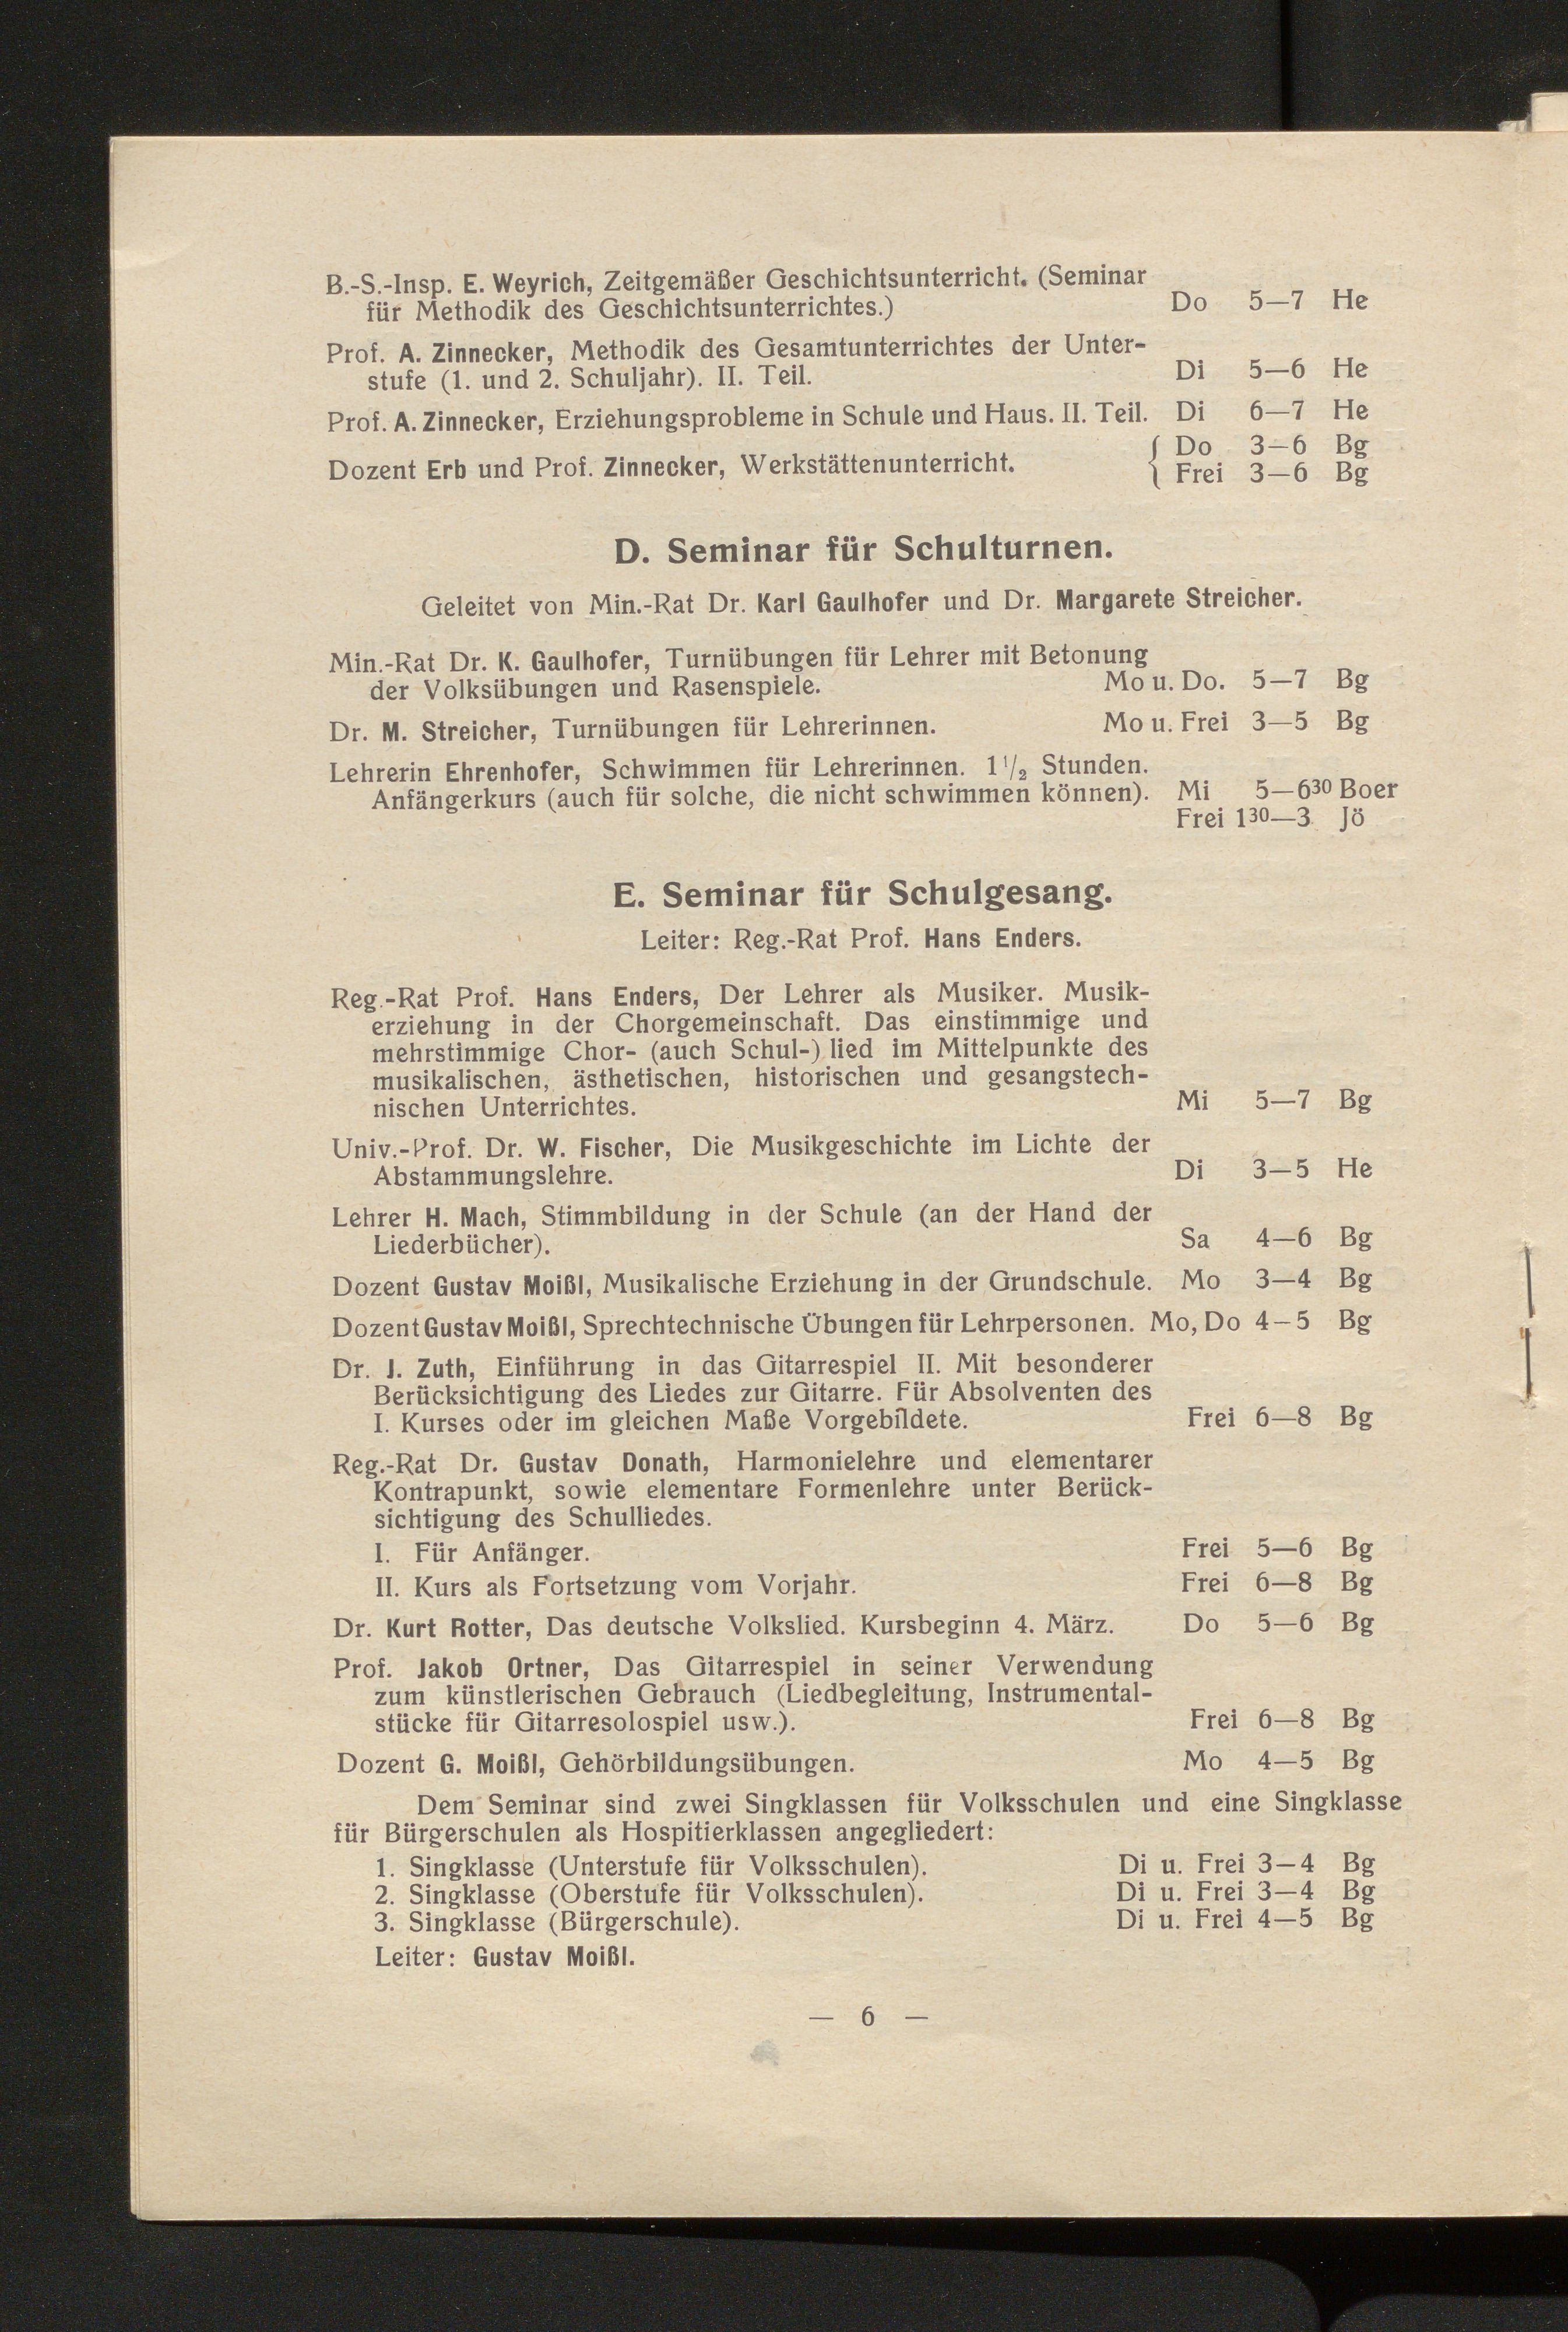 B.-S.-Insp. E. Weyrich, Zeitgemäßer Geschichtsunterricht. (Seminar
für Methodik des Geschichtsunterrichtes.) Do 5—7 He
Prof. A. Zinnecker, Methodik des Gesamtunterrichtes der Unter-
stufe (1. und 2. Schuljahr). II. Teil. Di 5—6 He
Prof. A. Zinnecker, Erziehungsprobleme in Schule und Haus. II. Teil. Di 6—7 He
{ Do 3—6 Bg
Dozent Erb und Prof. Zinnecker, Werkstättenunterricht. Frei 3—6 Bg
D. Seminar für Schulturnen.
Geleitet von Min.-Rat Dr. Karl Gaulhofer und Dr. Margarete Streicher.
Min.-Rat Dr. K. Gaulhofer, Turnübungen für Lehrer mit Betonung
der Volksübungen und Rasenspiele. Mo u. Do. 5—7 Bg
Dr. M. Streicher, Turnübungen für Lehrerinnen. Mo u. Frei 3—5 Bg
Lehrerin Ehrenhofer, Schwimmen für Lehrerinnen. 1 1/2 Stunden.
Anfängerkurs (auch für solche, die nicht schwimmen können). Mi 5—6³⁰ Boer
Frei 1³⁰—3 Jö
E. Seminar für Schulgesang.
Leiter: Reg.-Rat Prof. Hans Enders.
Reg.-Rat Prof. Hans Enders, Der Lehrer als Musiker. Musik-
erziehung in der Chorgemeinschaft. Das einstimmige und
mehrstimmige Chor- (auch Schul-) lied im Mittelpunkte des
musikalischen, ästhetischen, historischen und gesangstech-
nischen Unterrichtes. Mi 5—7 Bg
Univ.-Prof. Dr. W. Fischer, Die Musikgeschichte im Lichte der
Abstammungslehre. Di 3—5 He
Lehrer H. Mach, Stimmbildung in der Schule (an der Hand der
Liederbücher). Sa 4—6 Bg
Dozent Gustav Moißl, Musikalische Erziehung in der Grundschule. Mo 3—4 Bg
Dozent Gustav Moißl, Sprechtechnische Übungen für Lehrpersonen. Mo, Do 4—5 Bg
Dr. J. Zuth, Einführung in das Gitarrespiel II. Mit besonderer
Berücksichtigung des Liedes zur Gitarre. Für Absolventen des
I. Kurses oder im gleichen Maße Vorgebildete. Frei 6—8 Bg
Reg.-Rat Dr. Gustav Donath, Harmonielehre und elementarer
Kontrapunkt, sowie elementare Formenlehre unter Berück-
sichtigung des Schulliedes.
I. Für Anfänger. Frei 5—6 Bg
II. Kurs als Fortsetzung vom Vorjahr. Frei 6—8 Bg
Dr. Kurt Rotter, Das deutsche Volkslied. Kursbeginn 4. März. Do 5—6 Bg
Prof. Jakob Ortner, Das Gitarrespiel in seiner Verwendung
zum künstlerischen Gebrauch (Liedbegleitung, Instrumental-
stücke für Gitarresolospiel usw.). Frei 6—8 Bg
Dozent G. Moißl, Gehörbildungsübungen. Mo 4—5 Bg
Dem Seminar sind zwei Singklassen für Volksschulen und eine Singklasse
für Bürgerschulen als Hospitierklassen angegliedert:
1. Singklasse (Unterstufe für Volksschulen). Di u. Frei 3—4 Bg
2. Singklasse (Oberstufe für Volksschulen). Di u. Frei 3—4 Bg
3. Singklasse (Bürgerschule). Di u. Frei 4—5 Bg
Leiter: Gustav Moißl.
— 6 —